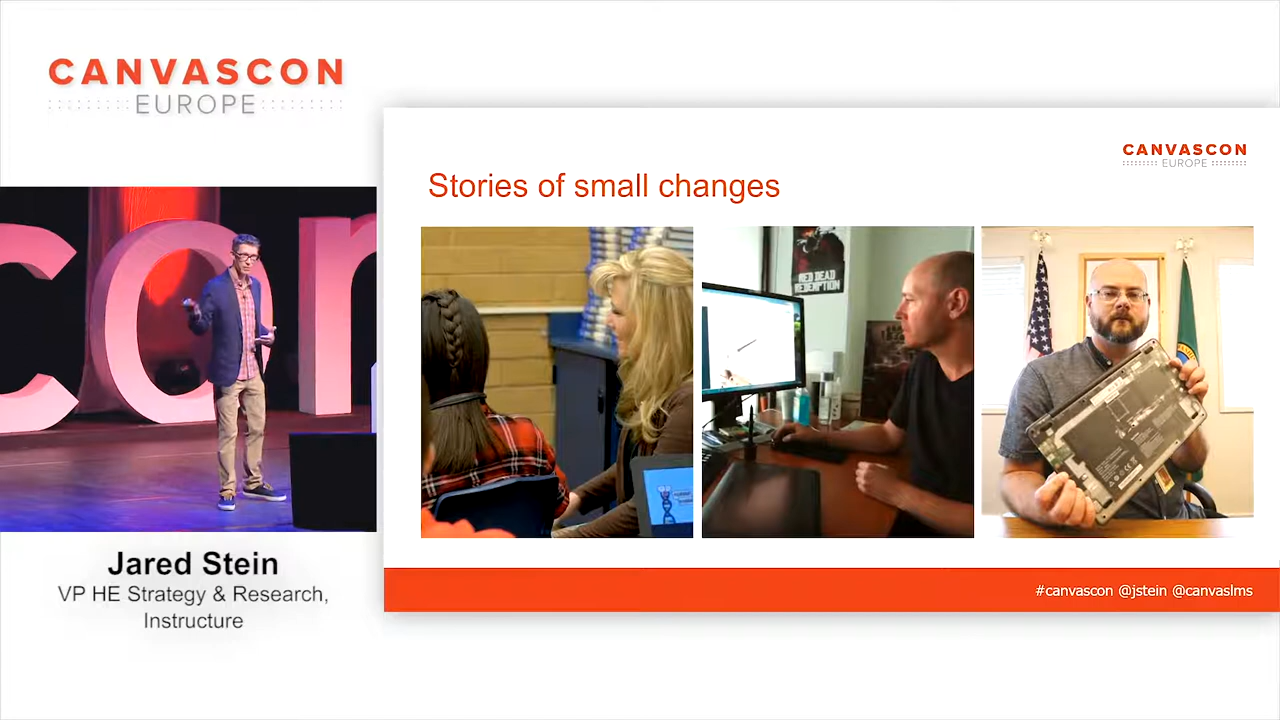 CANVASCON
EUROPE
con
Jared Stein
VP HE Strategy & Research,
Instructure
CANVASCON
EUROPE
Stories of small changes
RED DEAD
REDEMPTION
#canvascon @jstein @canvaslms